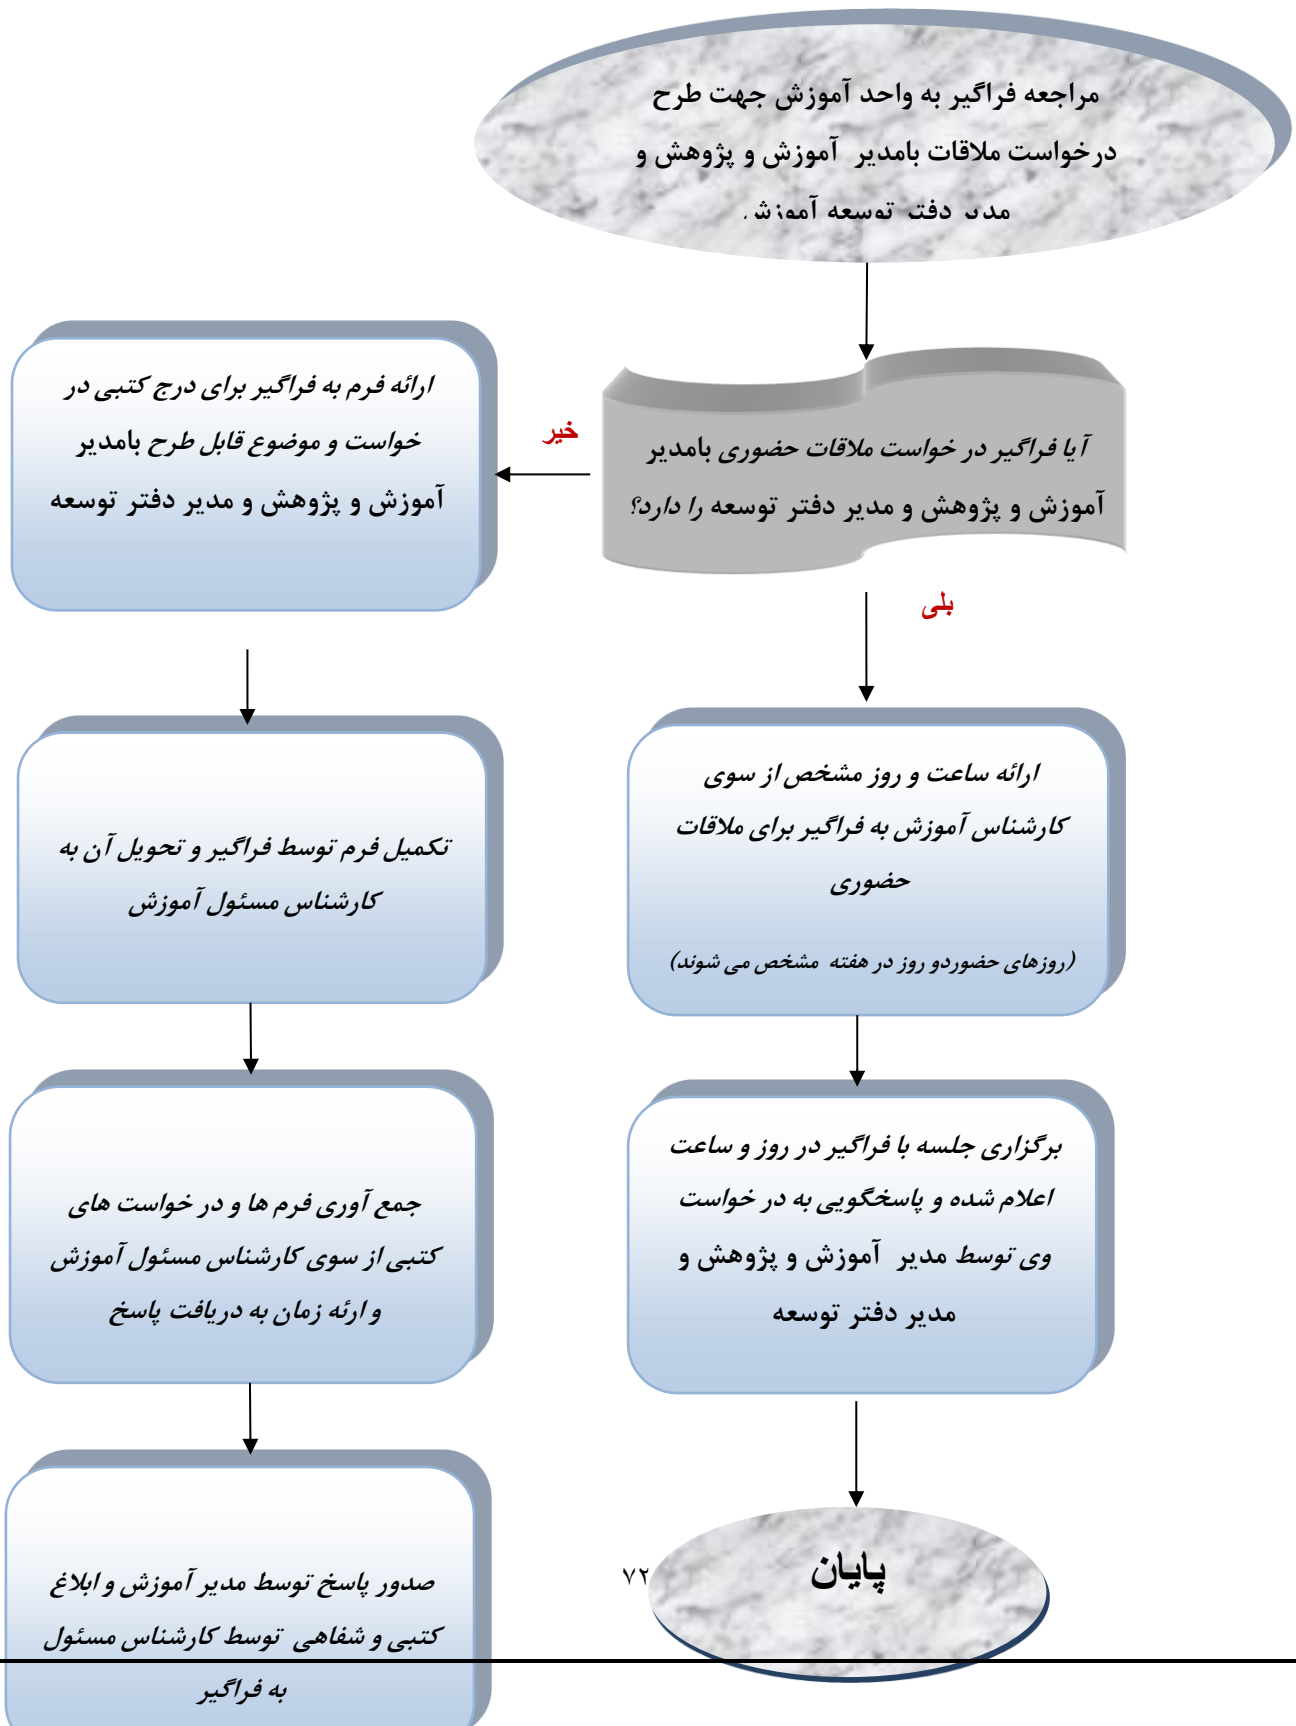 مراجعه فراگیر به واحد آموزش جهت طرح
درخواست ملاقات بامدیر آموزش و پژوهش و
مدیر دفتر توسعه آموزش
آیا فراگیر در خواست ملاقات حضوری بامدیر
آموزش و پژوهش و مدیر دفتر توسعه را دارد؟
خیر
ارائه فرم به فراگیر برای درج کتبی در
خواست و موضوع قابل طرح بامدیر
آموزش و پژوهش و مدیر دفتر توسعه
بلی
ارائه ساعت و روز مشخص از سوی
کارشناس آموزش به فراگیر برای ملاقات
حضوری
(روزهای حضوردو روز در هفته مشخص می شوند)
تکمیل فرم توسط فراگیر و تحویل آن به
کارشناس مسئول آموزش
برگزاری جلسه با فراگیر در روز و ساعت
اعلام شده و پاسخگویی به در خواست
وی توسط مدیر آموزش و پژوهش و
مدیر دفتر توسعه
جمع آوری فرم ها و در خواست های
کتبی از سوی کارشناس مسئول آموزش
و ارئه زمان به دریافت پاسخ
پایان
۷۲
صدور پاسخ توسط مدیر آموزش و ابلاغ
کتبی و شفاهی توسط کارشناس مسئول
به فراگیر